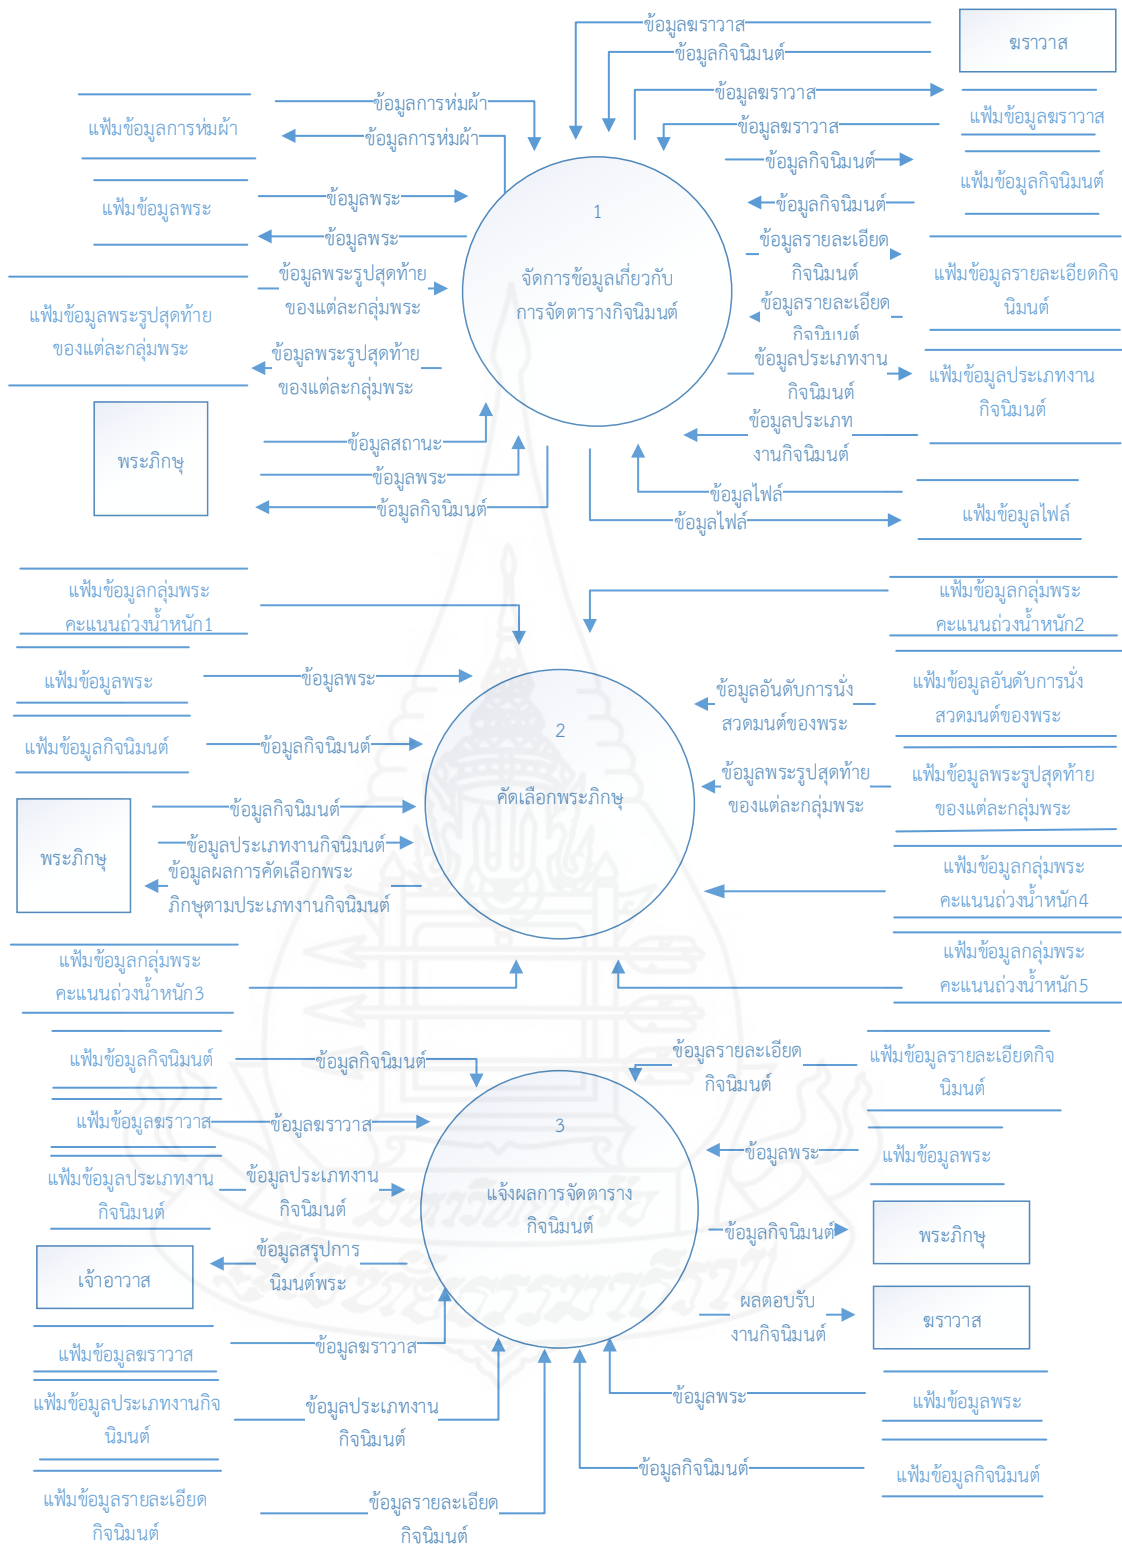 ข้อมูลฆราวาส
ฆราวาส
ข้อมูลกิจนิมนต์
ข้อมูลฆราวาส
แฟ้มข้อมูลการห่มผ้า
ข้อมูลการห่มผ้า
แฟ้มข้อมูลฆราวาส
ข้อมูลการห่มผ้า
ข้อมูลฆราวาส
ข้อมูลกิจนิมนต์
แฟ้มข้อมูลกิจนิมนต์
แฟ้มข้อมูลพระ
ข้อมูลพระ
ข้อมูลกิจนิมนต์
ข้อมูลพระ
ข้อมูลรายละเอียด
กิจนิมนต์
แฟ้มข้อมูลรายละเอียดกิจ
นิมนต์
1
จัดการข้อมูลเกี่ยวกับ
การจัดตารางกิจนิมนต์
แฟ้มข้อมูลพระรูปสุดท้าย
ของแต่ละกลุ่มพระ
ข้อมูลพระรูปสุดท้าย
ของแต่ละกลุ่มพระ
ข้อมูลรายละเอียด
กิจนิมนต์
ข้อมูลพระรูปสุดท้าย
ของแต่ละกลุ่มพระ
ข้อมูลประเภทงาน
กิจนิมนต์
แฟ้มข้อมูลประเภทงาน
กิจนิมนต์
ข้อมูลประเภท
งานกิจนิมนต์
พระภิกษุ
ข้อมูลสถานะ
ข้อมูลพระ
ข้อมูลกิจนิมนต์
ข้อมูลไฟล์
ข้อมูลไฟล์
แฟ้มข้อมูลไฟล์
แฟ้มข้อมูลกลุ่มพระ
คะแนนถ่วงน้ำหนัก1
แฟ้มข้อมูลกลุ่มพระ
คะแนนถ่วงน้ำหนัก2
แฟ้มข้อมูลพระ
ข้อมูลพระ
ข้อมูลอันดับการนั่ง
สวดมนต์ของพระ
แฟ้มข้อมูลอันดับการนั่ง
สวดมนต์ของพระ
แฟ้มข้อมูลกิจนิมนต์
ข้อมูลกิจนิมนต์
2
คัดเลือกพระภิกษุ
ข้อมูลพระรูปสุดท้าย
ของแต่ละกลุ่มพระ
แฟ้มข้อมูลพระรูปสุดท้าย
ของแต่ละกลุ่มพระ
พระภิกษุ
ข้อมูลกิจนิมนต์
ข้อมูลประเภทงานกิจนิมนต์
ข้อมูลผลการคัดเลือกพระ
ภิกษุตามประเภทงานกิจนิมนต์
แฟ้มข้อมูลกลุ่มพระ
คะแนนถ่วงน้ำหนัก4
แฟ้มข้อมูลกลุ่มพระ
คะแนนถ่วงน้ำหนัก3
แฟ้มข้อมูลกลุ่มพระ
คะแนนถ่วงน้ำหนัก5
แฟ้มข้อมูลกิจนิมนต์
ข้อมูลกิจนิมนต์
ข้อมูลรายละเอียด
กิจนิมนต์
แฟ้มข้อมูลรายละเอียดกิจ
นิมนต์
แฟ้มข้อมูลฆราวาส
ข้อมูลฆราวาส
3
แจ้งผลการจัดตาราง
กิจนิมนต์
ข้อมูลพระ
แฟ้มข้อมูลพระ
แฟ้มข้อมูลประเภทงาน
กิจนิมนต์
ข้อมูลประเภทงาน
กิจนิมนต์
ข้อมูลกิจนิมนต์
พระภิกษุ
เจ้าอาวาส
ข้อมูลสรุปการ
นิมนต์พระ
ผลตอบรับ
งานกิจนิมนต์
ฆราวาส
แฟ้มข้อมูลฆราวาส
ข้อมูลฆราวาส
ข้อมูลพระ
แฟ้มข้อมูลพระ
แฟ้มข้อมูลประเภทงานกิจ
นิมนต์
ข้อมูลประเภทงาน
กิจนิมนต์
ข้อมูลกิจนิมนต์
แฟ้มข้อมูลกิจนิมนต์
แฟ้มข้อมูลรายละเอียด
กิจนิมนต์
ข้อมูลรายละเอียด
กิจนิมนต์
มหาวิทยาลัย
สุโขทัยธรรมาธิราช